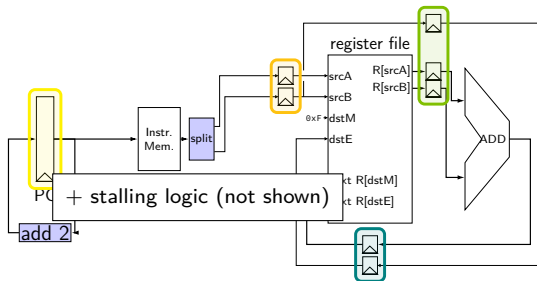 register file
srcA
R[srcA]
srcB
R[srcB]
0xF
dstM
dstE
Instr.
Mem.
split
ADD
+ stalling logic (not shown)
R[dstM]
R[dstE]
add 2